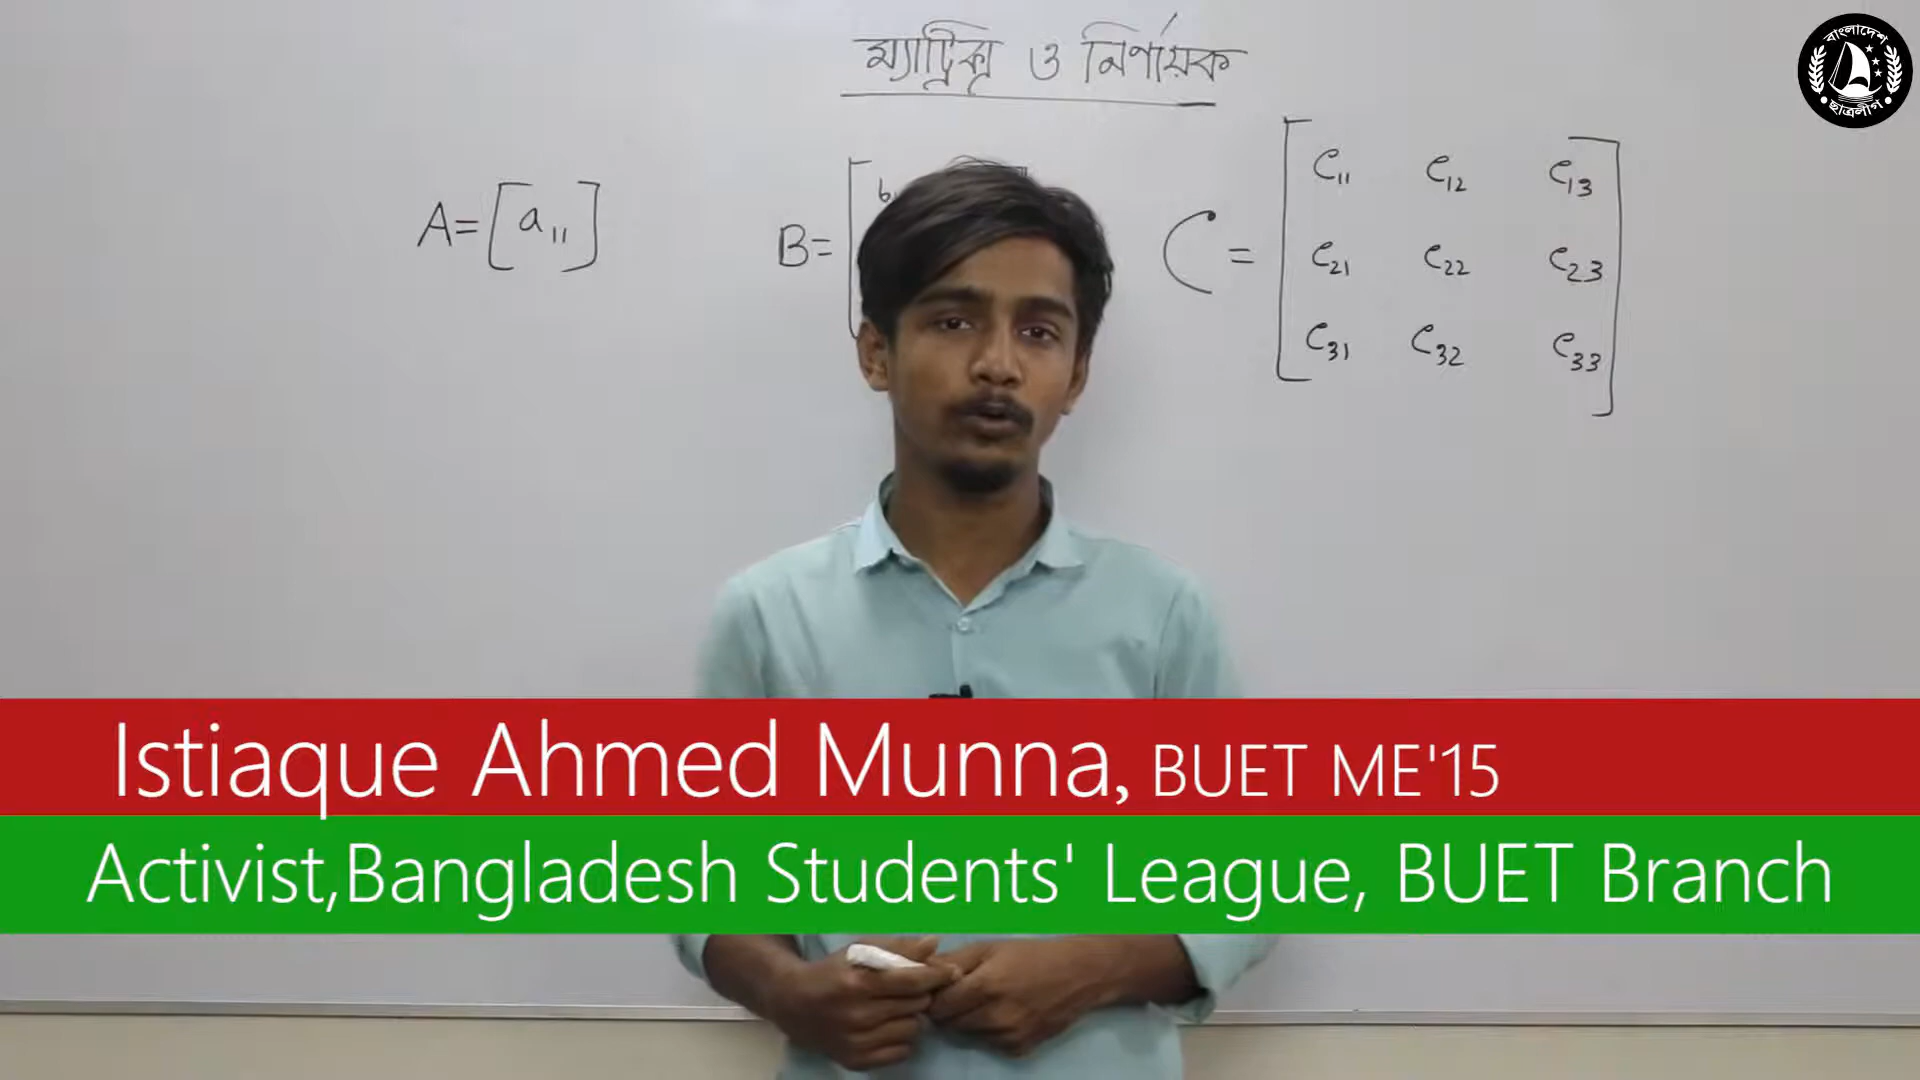 ম্যাট্রিক্স ও নির্ণায়ক
বাংলাদেশ
ছাত্রলীগ
A= [a₁₁]
B= [b
C = [C₁₁ C₁₂ C₁₃
C₂₁ C₂₂ C₂₃
C₃₁ C₃₂ C₃₃]
Istiaque Ahmed Munna, BUET ME'15
Activist,Bangladesh Students' League, BUET Branch